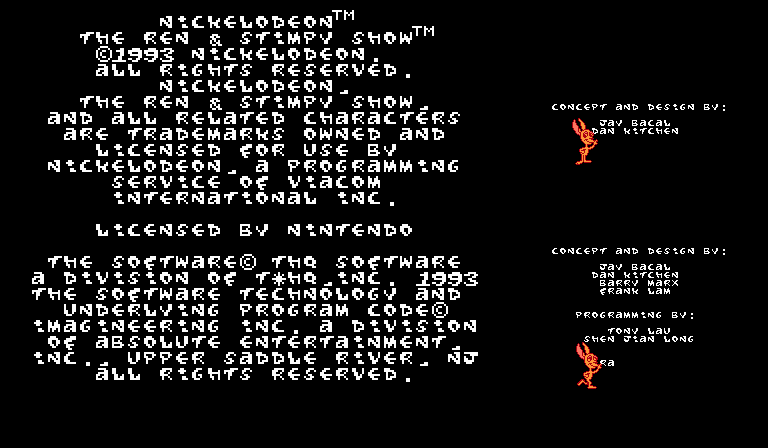 NICKELODEON™
THE REN & STIMPY SHOW™
©1993 NICKELODEON.
ALL RIGHTS RESERVED.
NICKELODEON,
THE REN & STIMPY SHOW,
AND ALL RELATED CHARACTERS
ARE TRADEMARKS OWNED AND
LICENSED FOR USE BY
NICKELODEON, A PROGRAMMING
SERVICE OF VIACOM
INTERNATIONAL INC.
LICENSED BY NINTENDO
THE SOFTWARE© THQ SOFTWARE
A DIVISION OF T*HQ,INC. 1993
THE SOFTWARE TECHNOLOGY AND
UNDERLYING PROGRAM CODE©
IMAGINEERING INC. A DIVISION
OF ABSOLUTE ENTERTAINMENT,
INC., UPPER SADDLE RIVER, NJ
ALL RIGHTS RESERVED.
CONCEPT AND DESIGN BY:
JAY BACAL
DAN KITCHEN
CONCEPT AND DESIGN BY:
JAY BACAL
DAN KITCHEN
BARRY MARX
FRANK LAM
PROGRAMMING BY:
TONY LAU
SHEN JIAN LONG
RA